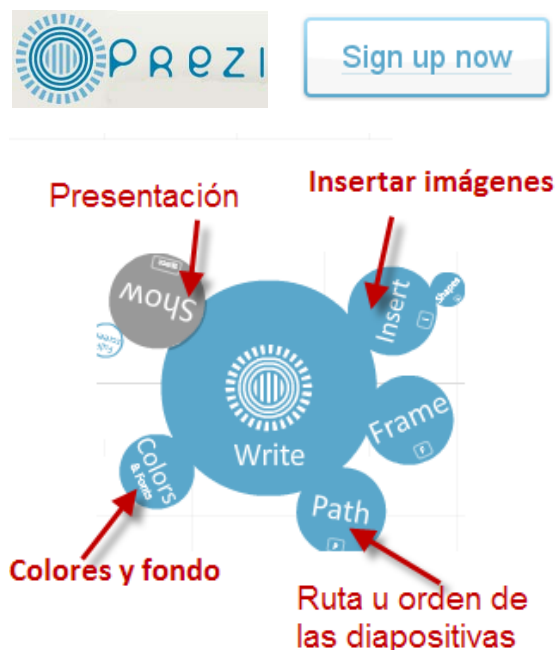 PRezI
Sign up now
Presentación
Insertar imágenes
Show
Space
Insert
I
Shapes
S
Write
Frame
F
Colors
& Fonts
Path
P
Colores y fondo
Ruta u orden de
las diapositivas